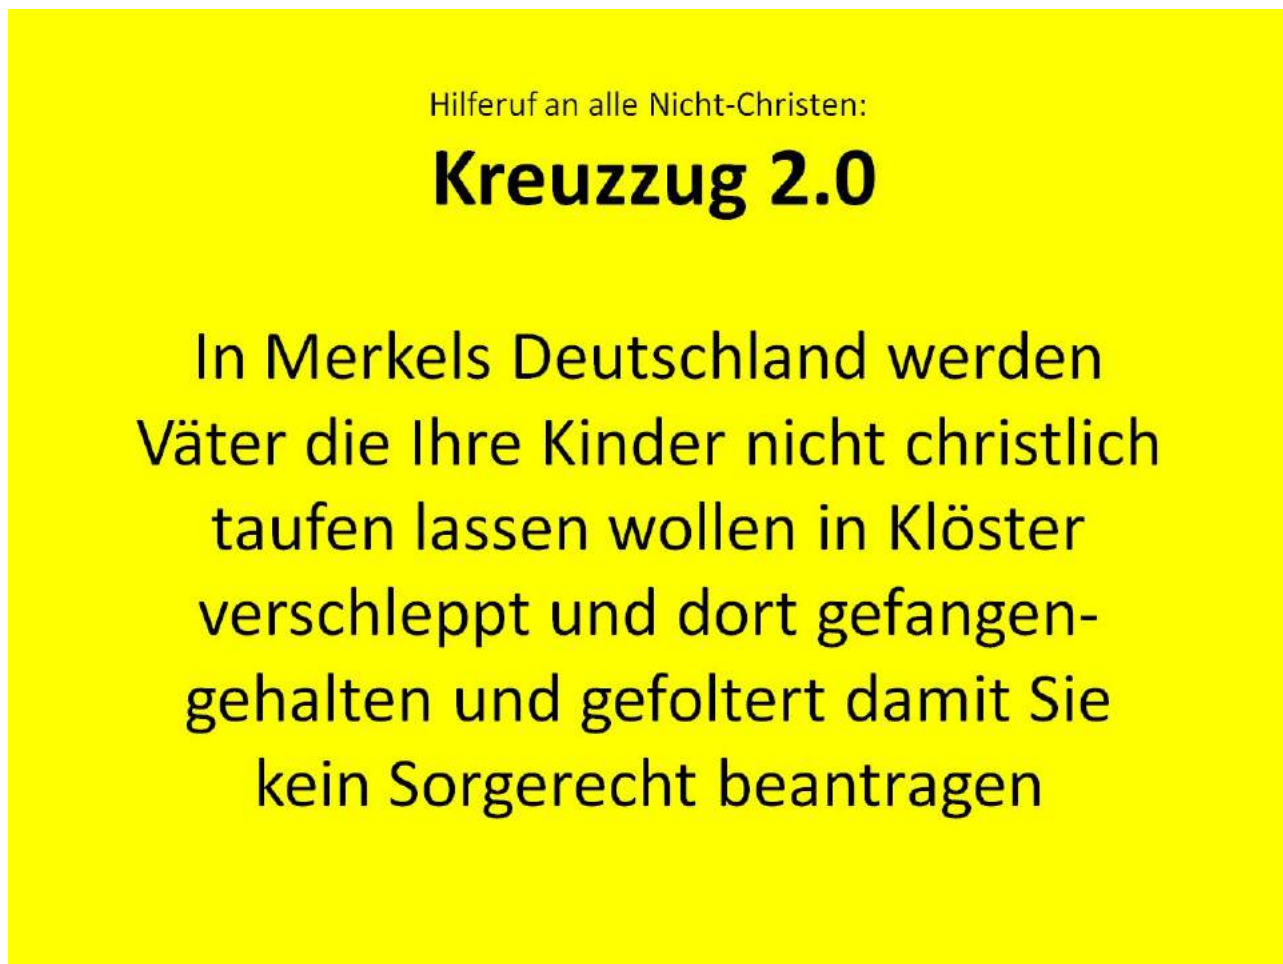 Hilferuf an alle Nicht-Christen:
Kreuzzug 2.0
In Merkels Deutschland werden
Väter die Ihre Kinder nicht christlich
taufen lassen wollen in Klöster
verschleppt und dort gefangen-
gehalten und gefoltert damit Sie
kein Sorgerecht beantragen